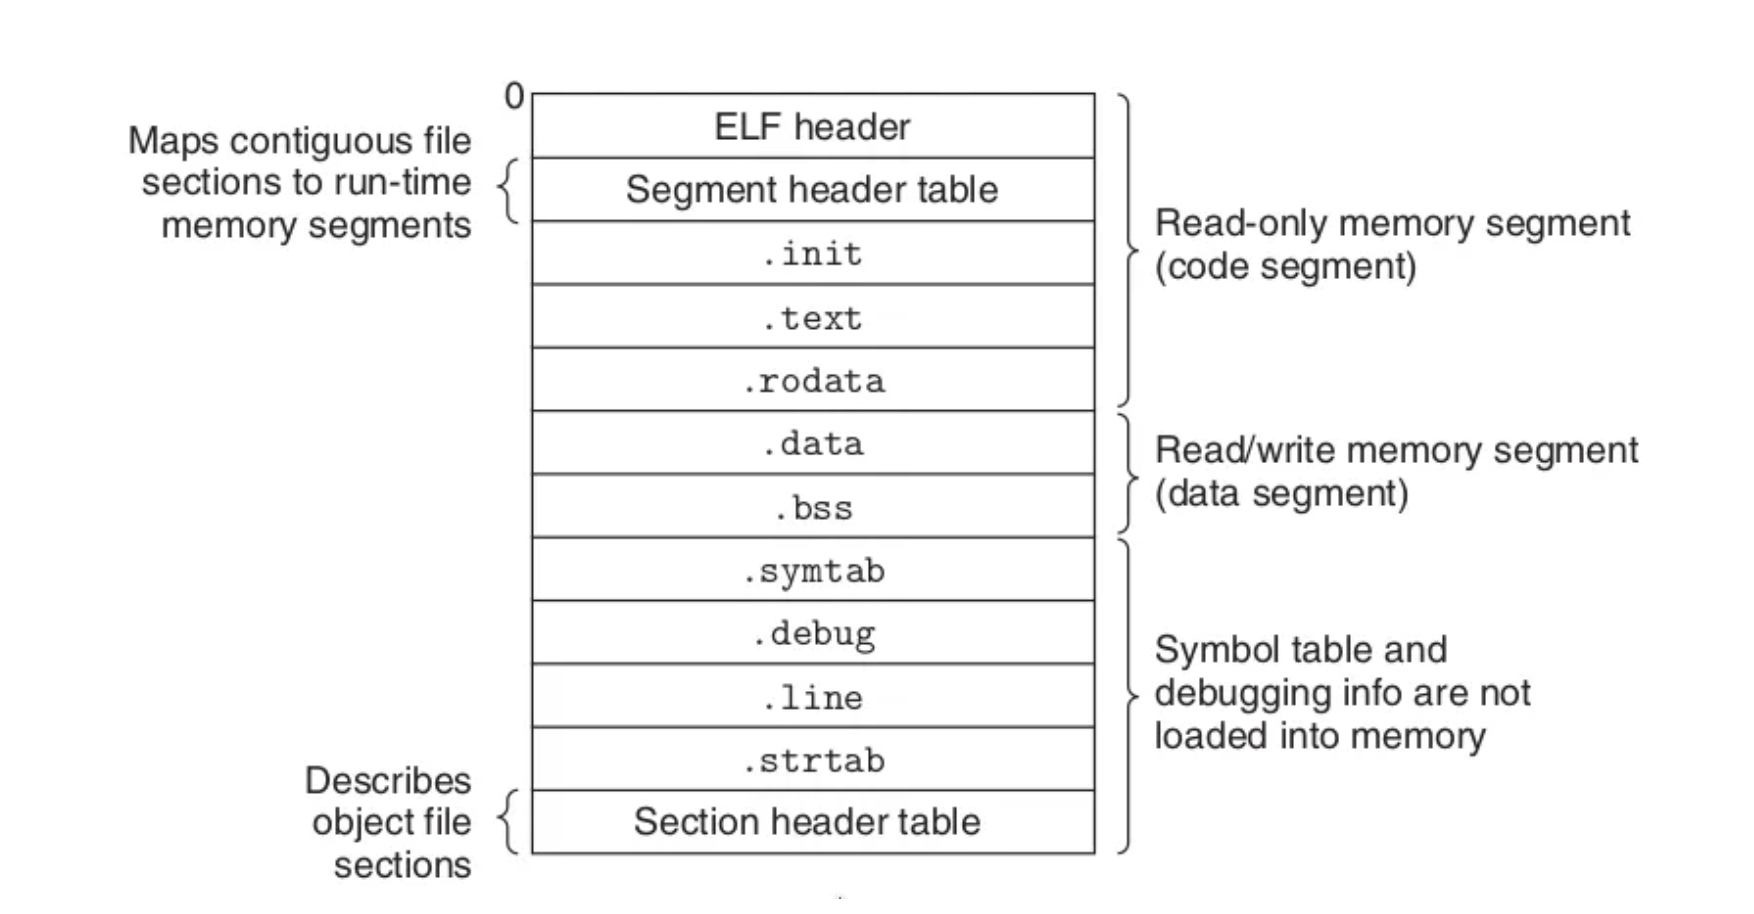 0
ELF header
Maps contiguous file
sections to run-time
memory segments
Segment header table
.init
.text
.rodata
Read-only memory segment
(code segment)
.data
.bss
Read/write memory segment
(data segment)
.symtab
.debug
.line
.strtab
Symbol table and
debugging info are not
loaded into memory
Describes
object file
sections
Section header table